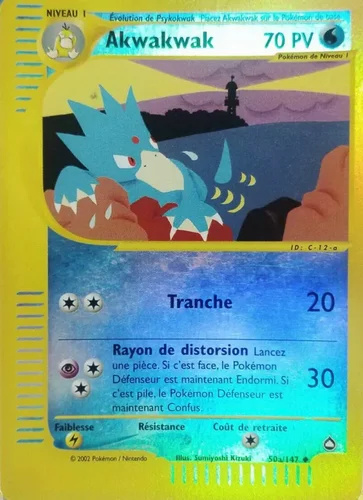 NIVEAU 1
Évolution de Psykokwak Placez Akwakwak sur le Pokémon de base
Akwakwak 70 PV
Pokémon de Niveau 1
ID: C-12-a
Tranche 20
Rayon de distorsion Lancez
une pièce. Si c'est face, le Pokémon
Défenseur est maintenant Endormi. Si
c'est pile, le Pokémon Défenseur est
maintenant Confus.
30
Faiblesse Résistance Coût de retraite
© 2002 Pokémon / Nintendo Illus. Sumiyoshi Kizuki 50a/147